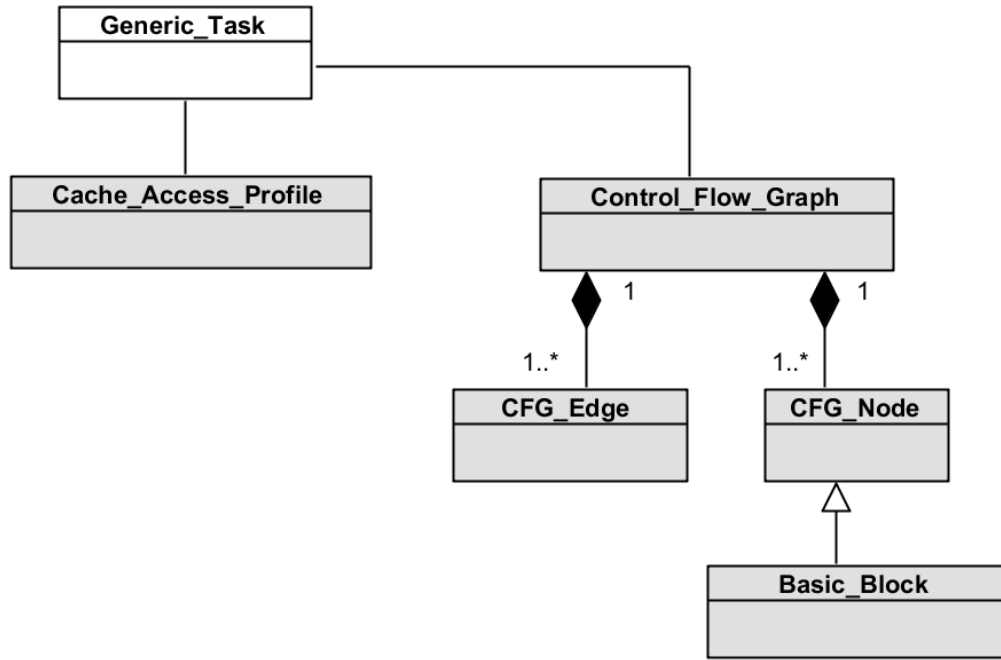 Generic_Task
Cache_Access_Profile
Control_Flow_Graph
1
1
1..*
1..*
CFG_Edge
CFG_Node
Basic_Block